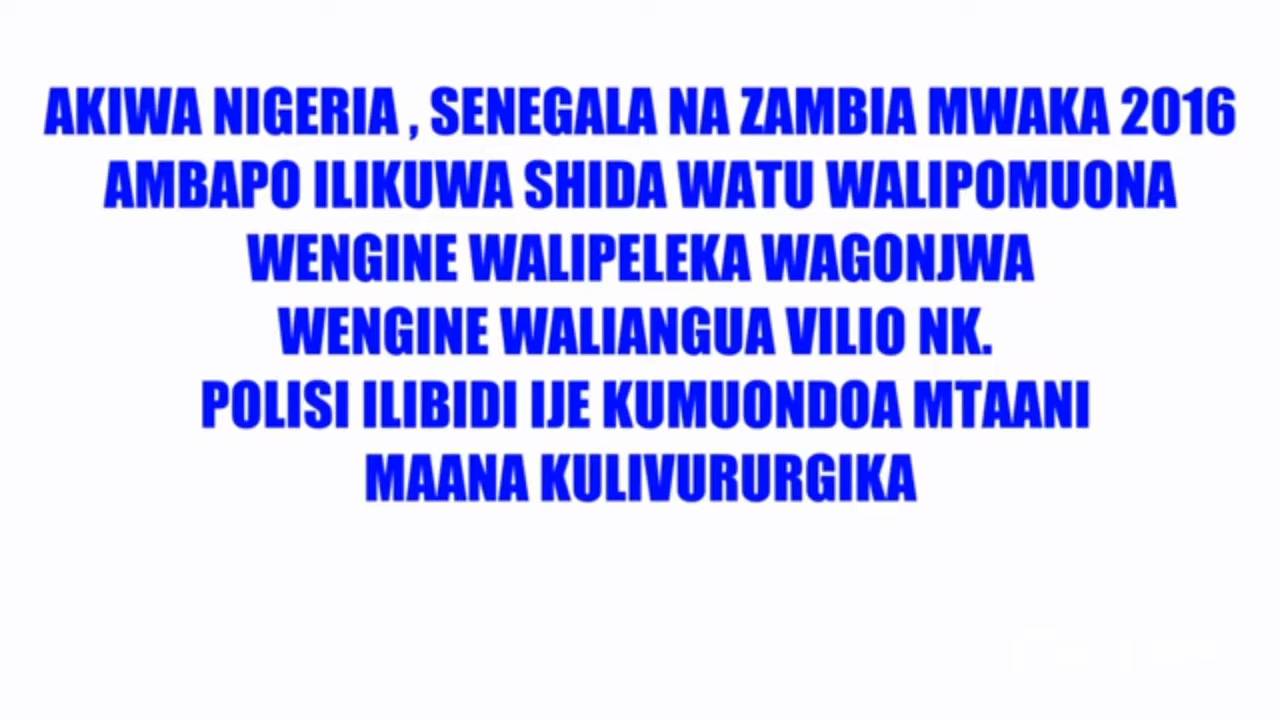 AKIWA NIGERIA , SENEGALA NA ZAMBIA MWAKA 2016
AMBAPO ILIKUWA SHIDA WATU WALIPOMUONA
WENGINE WALIPELEKA WAGONJWA
WENGINE WALIANGUA VILIO NK.
POLISI ILIBIDI IJE KUMUONDOA MTAANI
MAANA KULIVURURGIKA